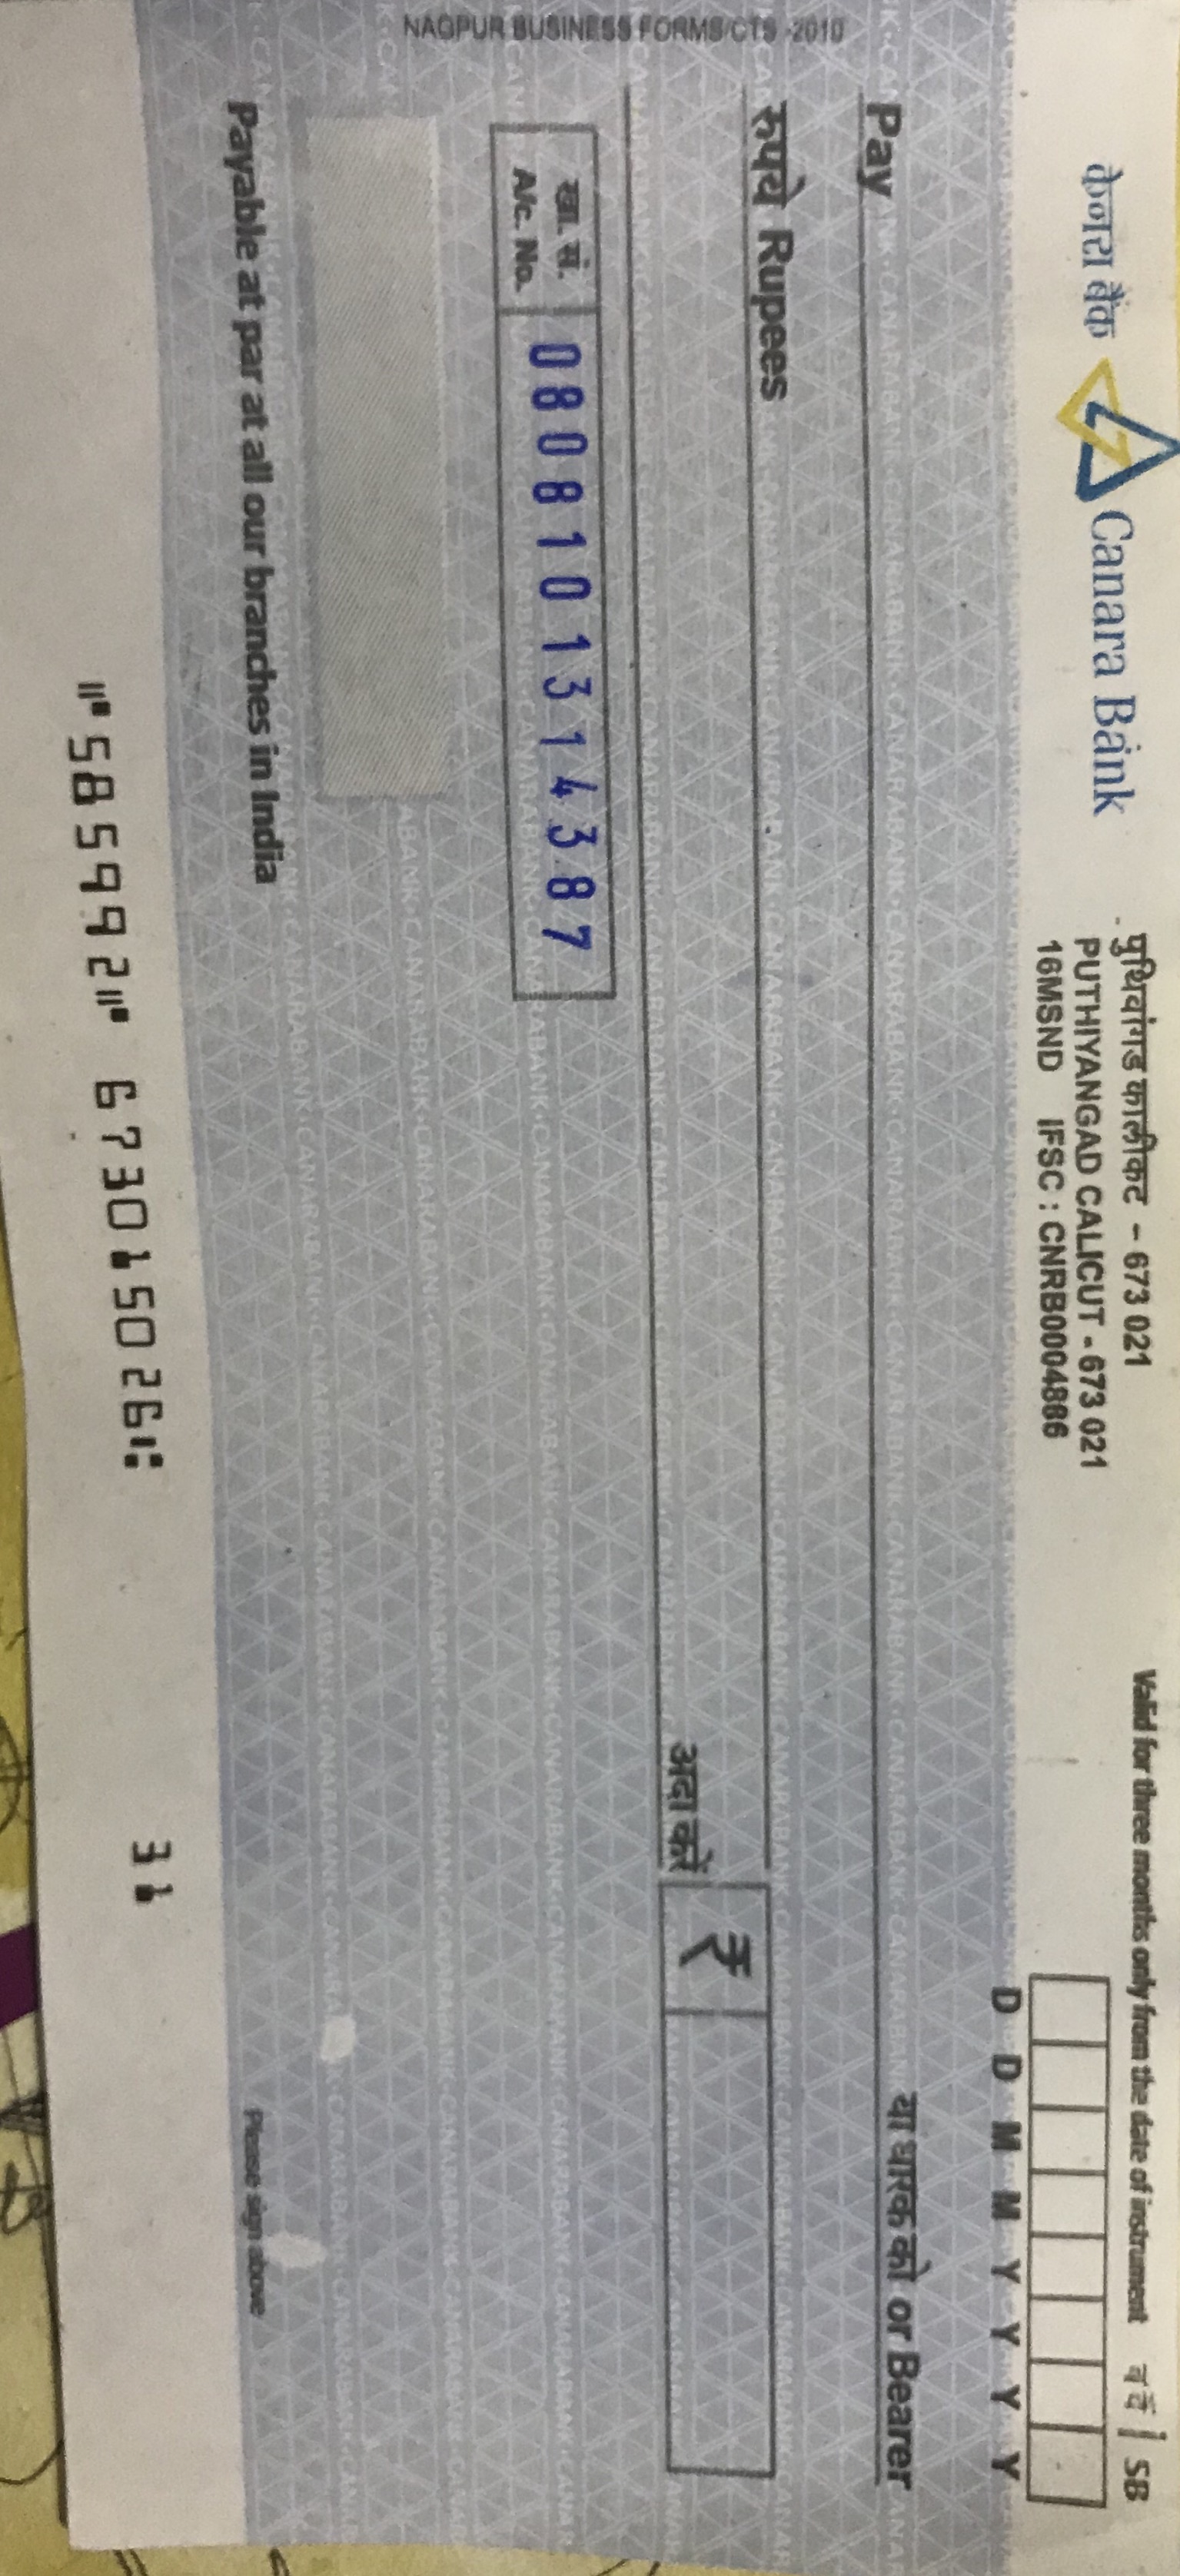 केनरा बैंक Canara Bank
पुथियांगड कालीकट - 673 021
PUTHIYANGAD CALICUT - 673 021
16MSND IFSC : CNRB0004886
Valid for three months only from the date of instrument
SB
D D M M Y Y Y Y
Pay
या धारक को or Bearer
रुपये Rupees
अदा करें ₹
खा. सं.
A/c. No.
0808101314387
Payable at par at all our branches in India
Please sign above
NAGPUR BUSINESS FORMS/CTS -2010
⑈585992⑈ 673015026⑆ 31